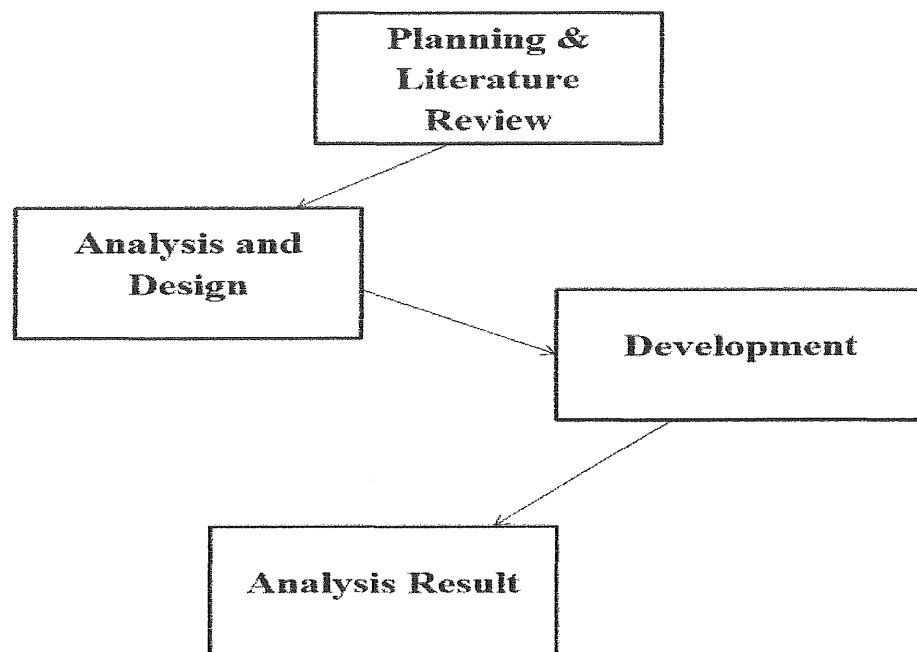 Planning &
Literature
Review
Analysis and
Design
Development
Analysis Result